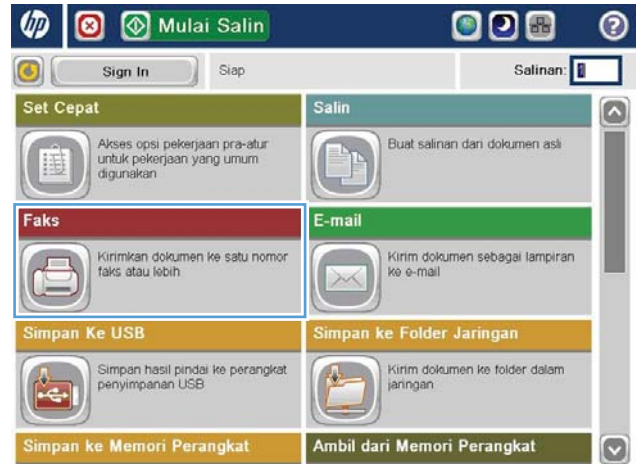 hp
Mulai Salin
?
Sign In
Siap
Salinan:
Set Cepat
Akses opsi pekerjaan pra-atur
untuk pekerjaan yang umum
digunakan
Salin
Buat salinan dari dokumen asli
Faks
Kirimkan dokumen ke satu nomor
faks atau lebih
E-mail
Kirim dokumen sebagai lampiran
ke e-mail
Simpan Ke USB
Simpan hasil pindai ke perangkat
penyimpanan USB
Simpan ke Folder Jaringan
Kirim dokumen ke folder dalam
jaringan
Simpan ke Memori Perangkat
Ambil dari Memori Perangkat